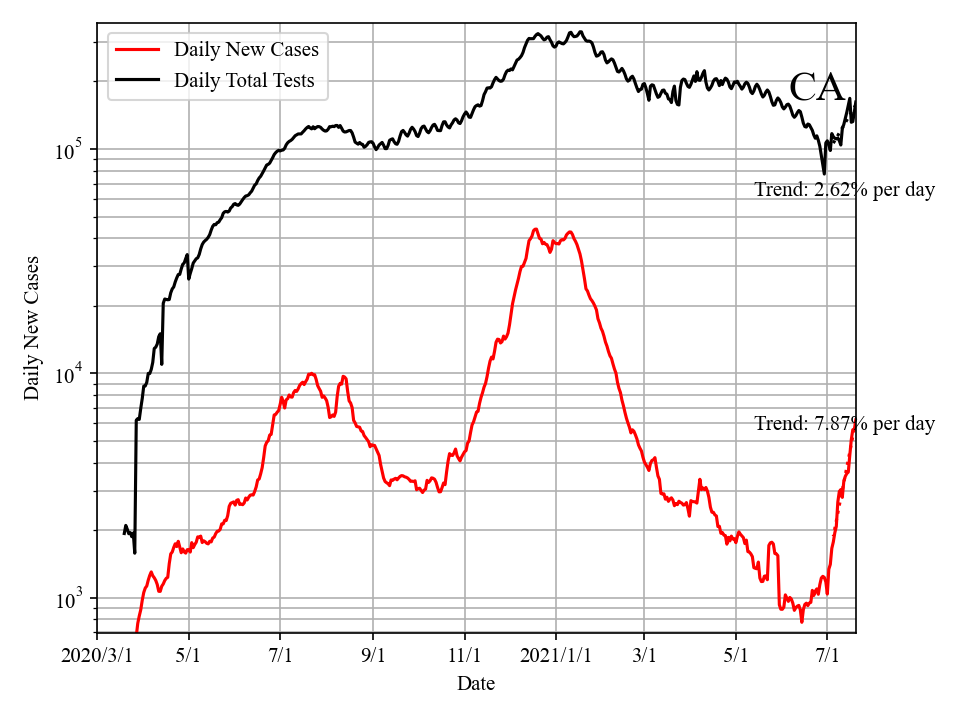 Daily New Cases
Daily Total Tests
CA
10^5
Trend: 2.62% per day
Daily New Cases
10^4
Trend: 7.87% per day
10^3
2020/3/1 5/1 7/1 9/1 11/1 2021/1/1 3/1 5/1 7/1
Date